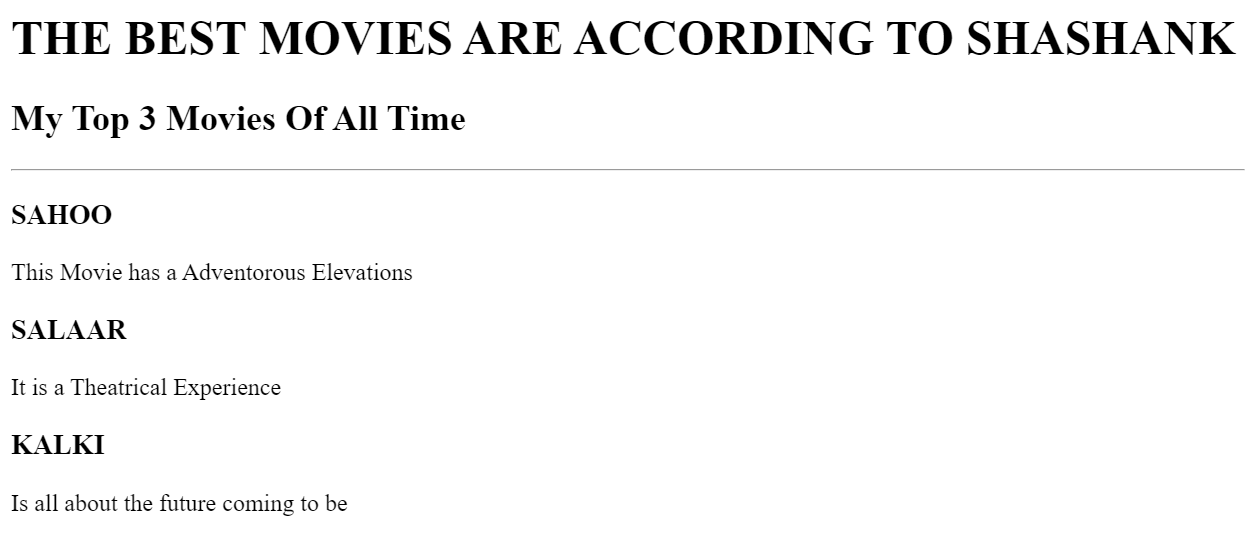 THE BEST MOVIES ARE ACCORDING TO SHASHANK
My Top 3 Movies Of All Time
SAHOO
This Movie has a Adventorous Elevations
SALAAR
It is a Theatrical Experience
KALKI
Is all about the future coming to be